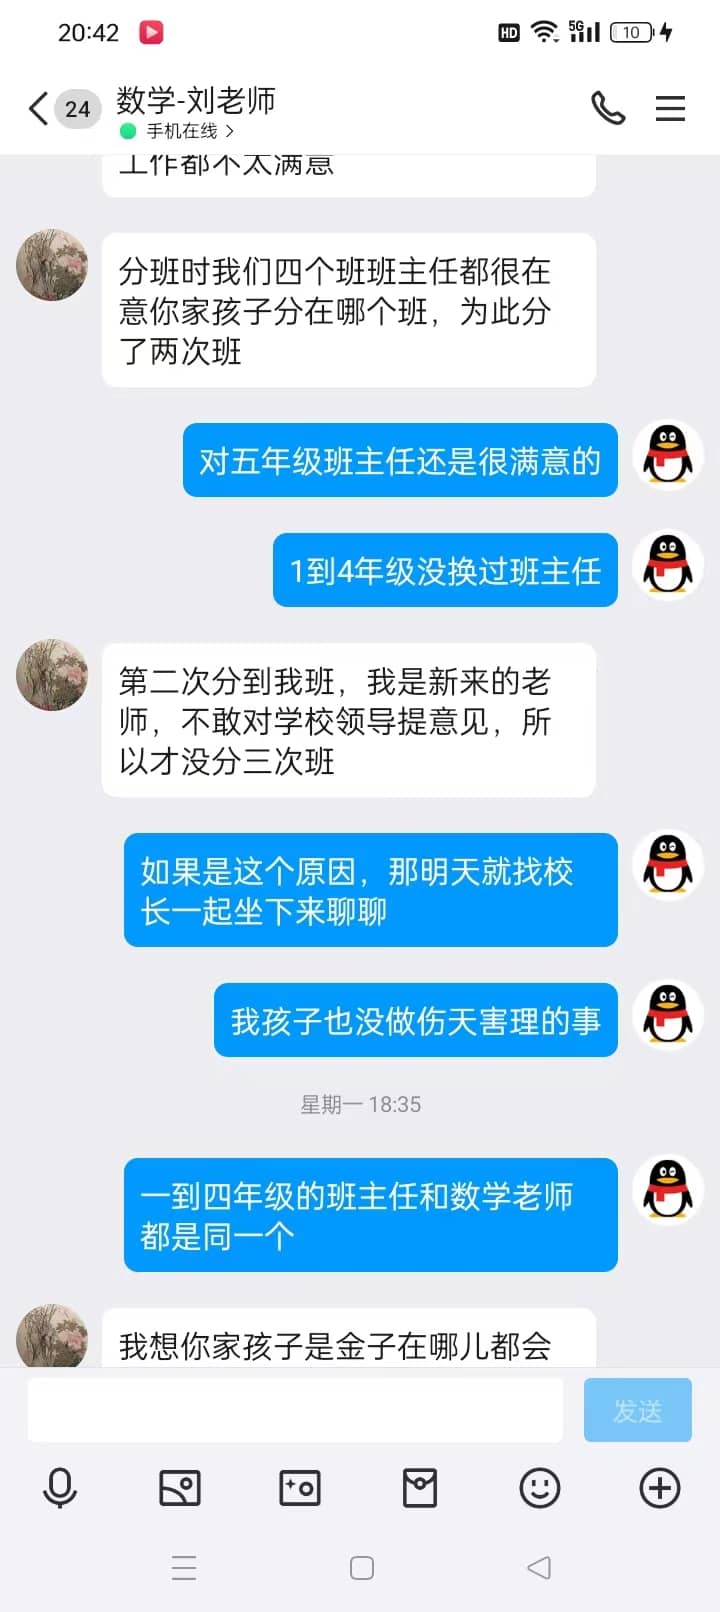 20:42
HD
5G
10
24
数学-刘老师
手机在线
工作都不太满意
分班时我们四个班班主任都很在
意你家孩子分在哪个班，为此分
了两次班
对五年级班主任还是很满意的
1到4年级没换过班主任
第二次分到我班，我是新来的老
师，不敢对学校领导提意见，所
以才没分三次班
如果是这个原因，那明天就找校
长一起坐下来聊聊
我孩子也没做伤天害理的事
星期一 18:35
一到四年级的班主任和数学老师
都是同一个
我想你家孩子是金子在哪儿都会
发送